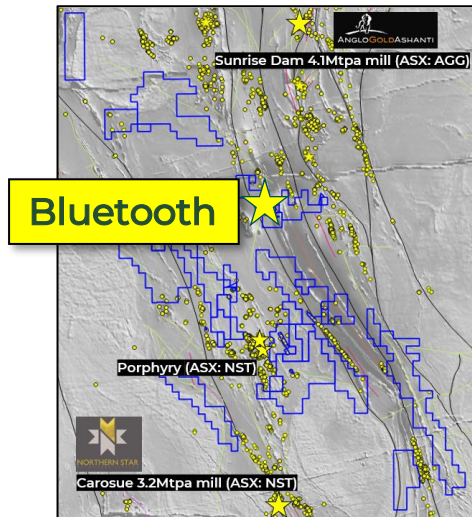 ANGLOGOLDASHANTI
Sunrise Dam 4.1Mtpa mill (ASX: AGG)
Bluetooth
Porphyry (ASX: NST)
NORTHERN STAR
Carosue 3.2Mtpa mill (ASX: NST)